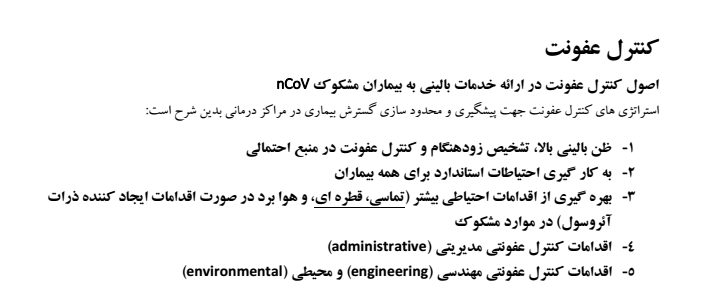 کنترل عفونت
اصول کنترل عفونت در ارائه خدمات بالینی به بیماران مشکوک nCoV
استراتژی های کنترل عفونت جهت پیشگیری و محدود سازی گسترش بیماری در مراکز درمانی بدین شرح است:
۱- ظن بالینی بالا، تشخیص زودهنگام و کنترل عفونت در منبع احتمالی
۲- به کار گیری احتیاطات استاندارد برای همه بیماران
۳- بهره گیری از اقدامات احتیاطی بیشتر (تماسی، قطره ای، و هوا برد در صورت اقدامات ایجاد کننده ذرات
آئروسول) در موارد مشکوک
٤- اقدامات کنترل عفونتی مدیریتی (administrative)
۵- اقدامات کنترل عفونتی مهندسی (engineering) و محیطی (environmental)